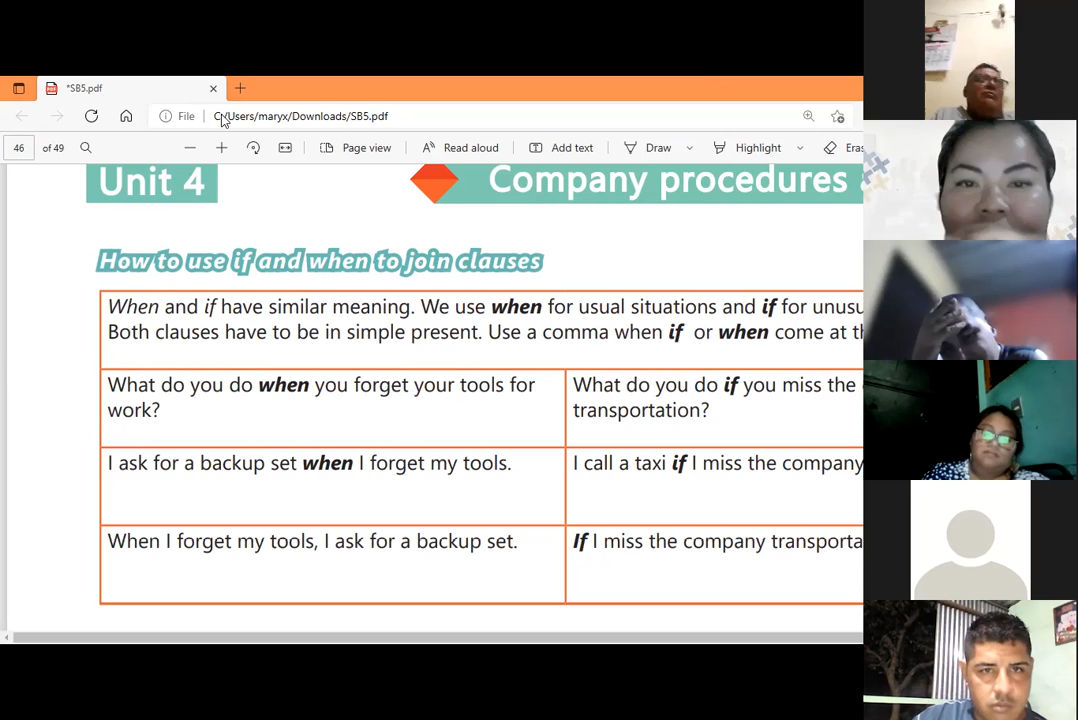 *SB5.pdf
File C:/Users/maryx/Downloads/SB5.pdf
46 of 49 Page view Read aloud Add text Draw Highlight
Unit 4 Company procedures
How to use if and when to join clauses
When and if have similar meaning. We use when for usual situations and if for
Both clauses have to be in simple present. Use a comma when if or when come at
What do you do when you forget your tools for
work?
What do you do if you miss the
transportation?
I ask for a backup set when I forget my tools.
I call a taxi if I miss the company
When I forget my tools, I ask for a backup set.
If I miss the company